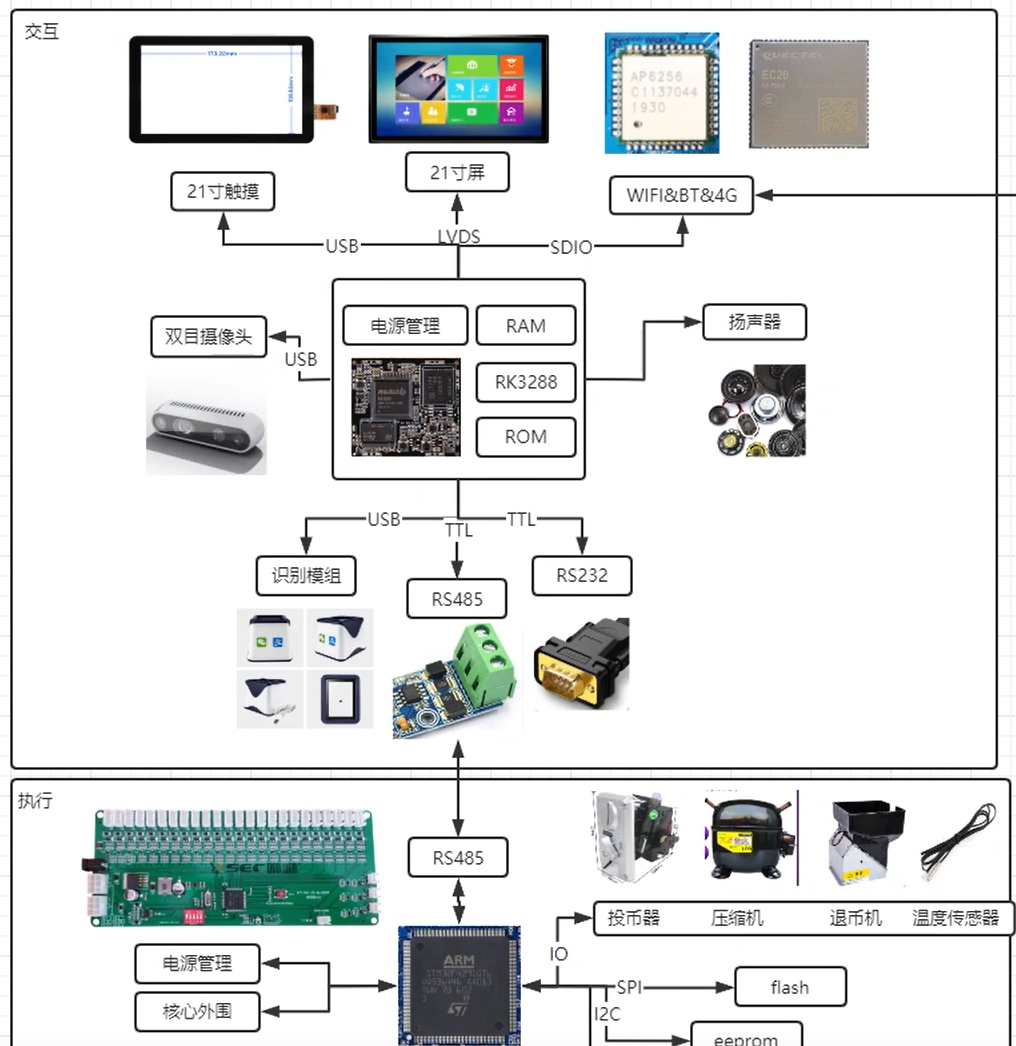 交互
173.22mm
AP6256
C1137044
1930
QUECTEL
EC20
21寸触摸
21寸屏
WIFI&BT&4G
USB
LVDS
SDIO
电源管理
RAM
双目摄像头
USB
RK3288
ROM
扬声器
USB
TTL
TTL
识别模组
RS485
RS232
执行
RS485
投币器
压缩机
退币机
温度传感器
IO
ARM
电源管理
核心外围
SPI
flash
I2C
eeprom